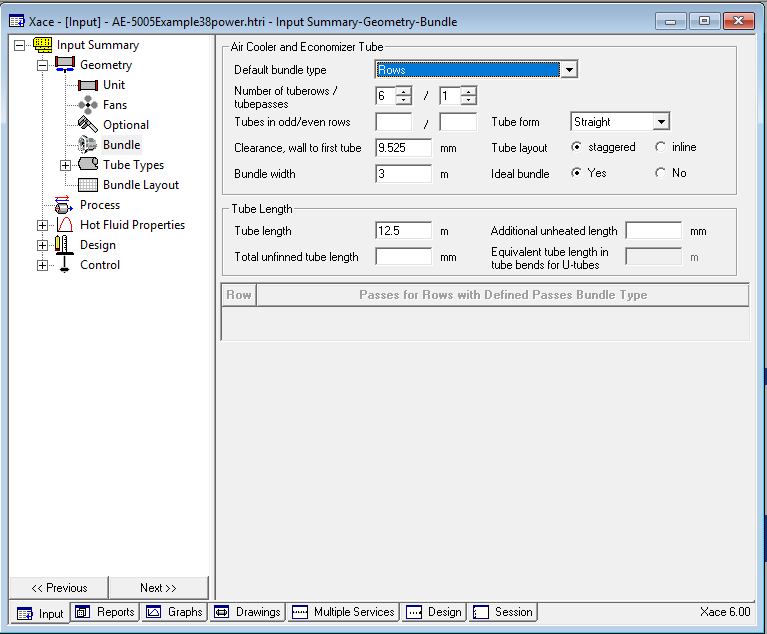 Xace - [Input] - AE-5005Example38power.htri - Input Summary-Geometry-Bundle
Input Summary
Geometry
Unit
Fans
Optional
Bundle
Tube Types
Bundle Layout
Process
Hot Fluid Properties
Design
Control
<< Previous
Next >>
Air Cooler and Economizer Tube
Default bundle type
Rows
Number of tuberows /
tubepasses
6 / 1
Tubes in odd/even rows /
Tube form
Straight
Clearance, wall to first tube
9.525 mm
Tube layout
staggered
inline
Bundle width
3 m
Ideal bundle
Yes
No
Tube Length
Tube length
12.5 m
Additional unheated length
mm
Total unfinned tube length
mm
Equivalent tube length in
tube bends for U-tubes
m
Row
Passes for Rows with Defined Passes Bundle Type
Input
Reports
Graphs
Drawings
Multiple Services
Design
Session
Xace 6.00